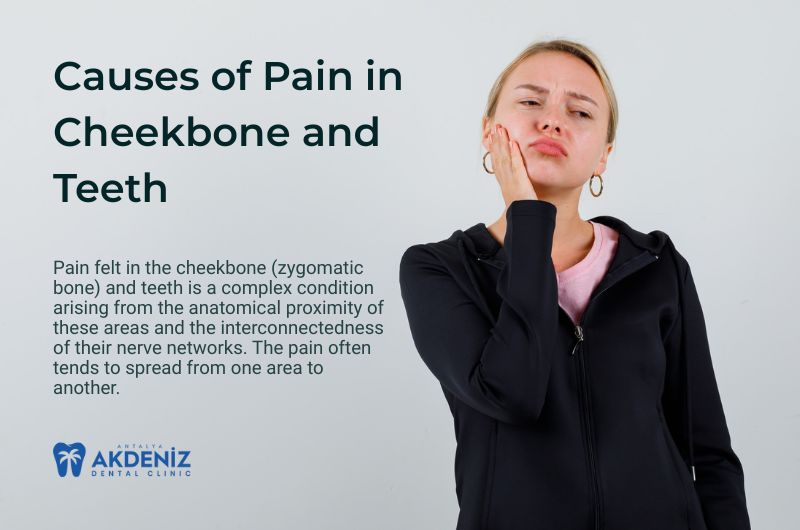 Causes of Pain in
Cheekbone and
Teeth
Pain felt in the cheekbone (zygomatic
bone) and teeth is a complex condition
arising from the anatomical proximity of
these areas and the interconnectedness
of their nerve networks. The pain often
tends to spread from one area to
another.
ANTALYA
AKDENİZ
DENTAL CLINIC